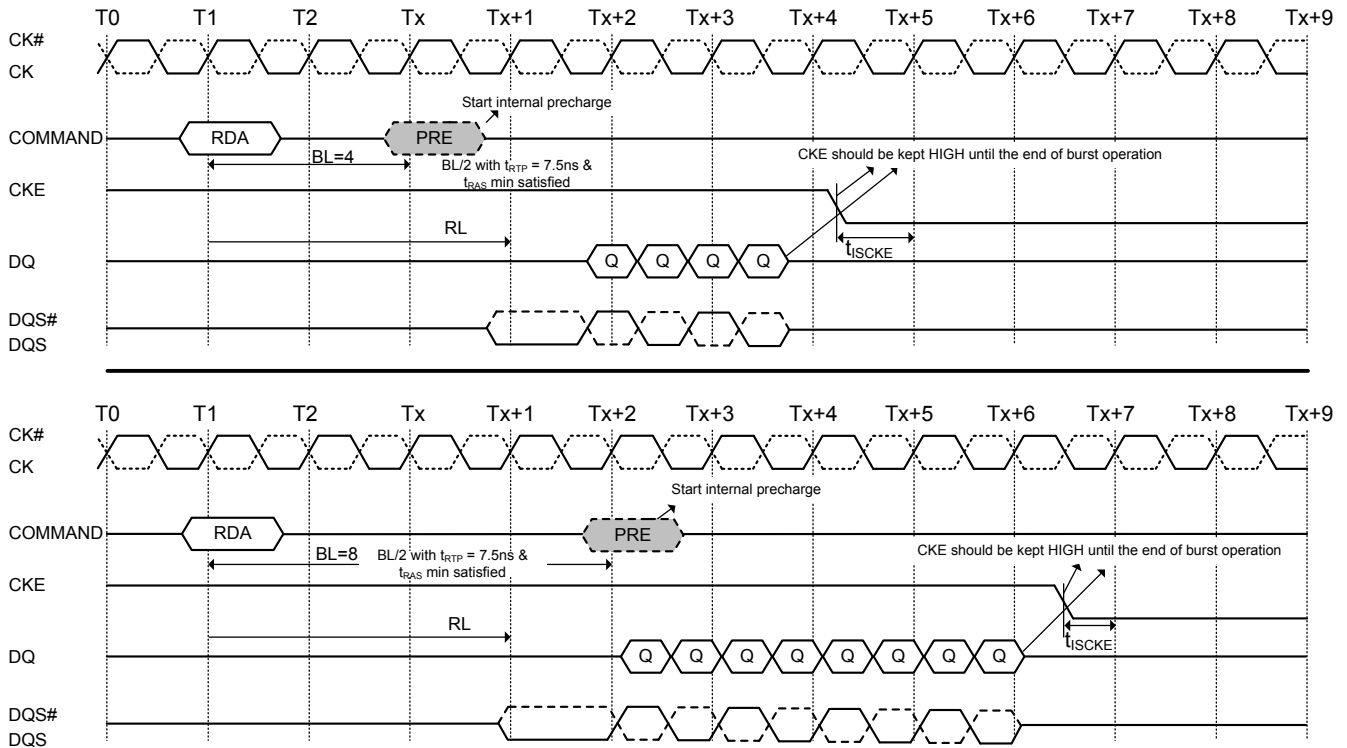 T0 T1 T2 Tx Tx+1 Tx+2 Tx+3 Tx+4 Tx+5 Tx+6 Tx+7 Tx+8 Tx+9
CK#
CK
Start internal precharge
COMMAND RDA PRE
BL=4
BL/2 with tRTP = 7.5ns &
tRAS min satisfied
CKE should be kept HIGH until the end of burst operation
CKE
RL
tISCKE
DQ Q Q Q Q
DQS#
DQS
T0 T1 T2 Tx Tx+1 Tx+2 Tx+3 Tx+4 Tx+5 Tx+6 Tx+7 Tx+8 Tx+9
CK#
CK
Start internal precharge
COMMAND RDA PRE
BL=8
BL/2 with tRTP = 7.5ns &
tRAS min satisfied
CKE should be kept HIGH until the end of burst operation
CKE
RL
tISCKE
DQ Q Q Q Q Q Q Q Q
DQS#
DQS